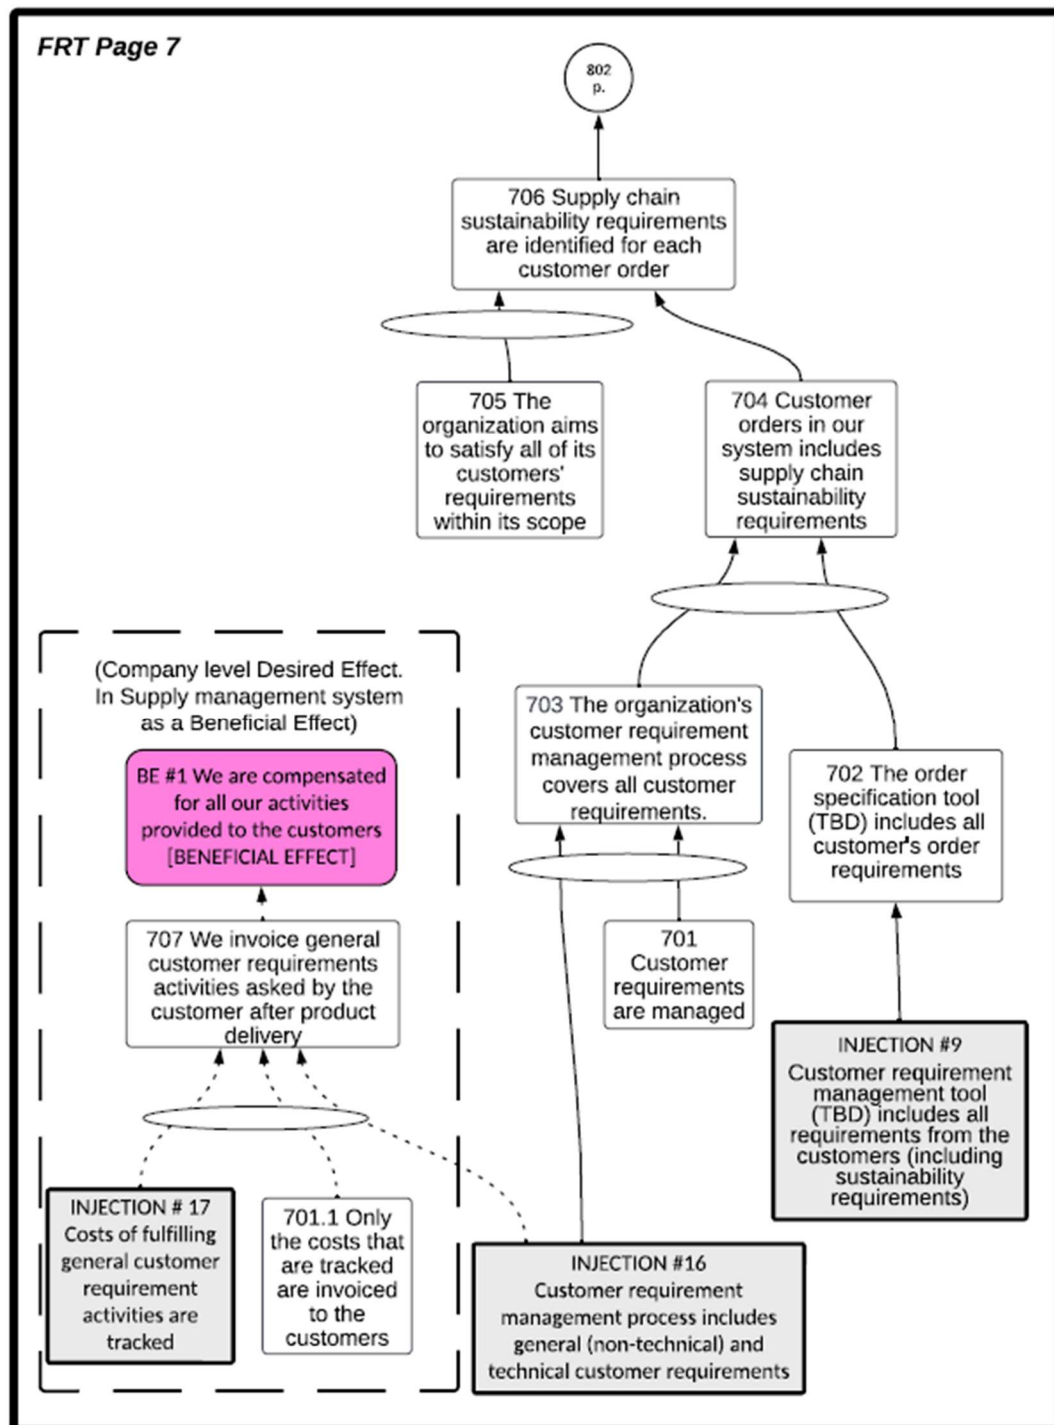 FRT Page 7
802
p.
706 Supply chain
sustainability requirements
are identified for each
customer order
705 The
organization aims
to satisfy all of its
customers'
requirements
within its scope
704 Customer
orders in our
system includes
supply chain
sustainability
requirements
(Company level Desired Effect.
In Supply management system
as a Beneficial Effect)
BE #1 We are compensated
for all our activities
provided to the customers
[BENEFICIAL EFFECT]
703 The organization's
customer requirement
management process
covers all customer
requirements.
702 The order
specification tool
(TBD) includes all
customer's order
requirements
707 We invoice general
customer requirements
activities asked by the
customer after product
delivery
701
Customer
requirements
are managed
INJECTION #9
Customer requirement
management tool
(TBD) includes all
requirements from the
customers (including
sustainability
requirements)
INJECTION # 17
Costs of fulfilling
general customer
requirement
activities are
tracked
701.1 Only
the costs that
are tracked
are invoiced
to the
customers
INJECTION #16
Customer requirement
management process includes
general (non-technical) and
technical customer requirements